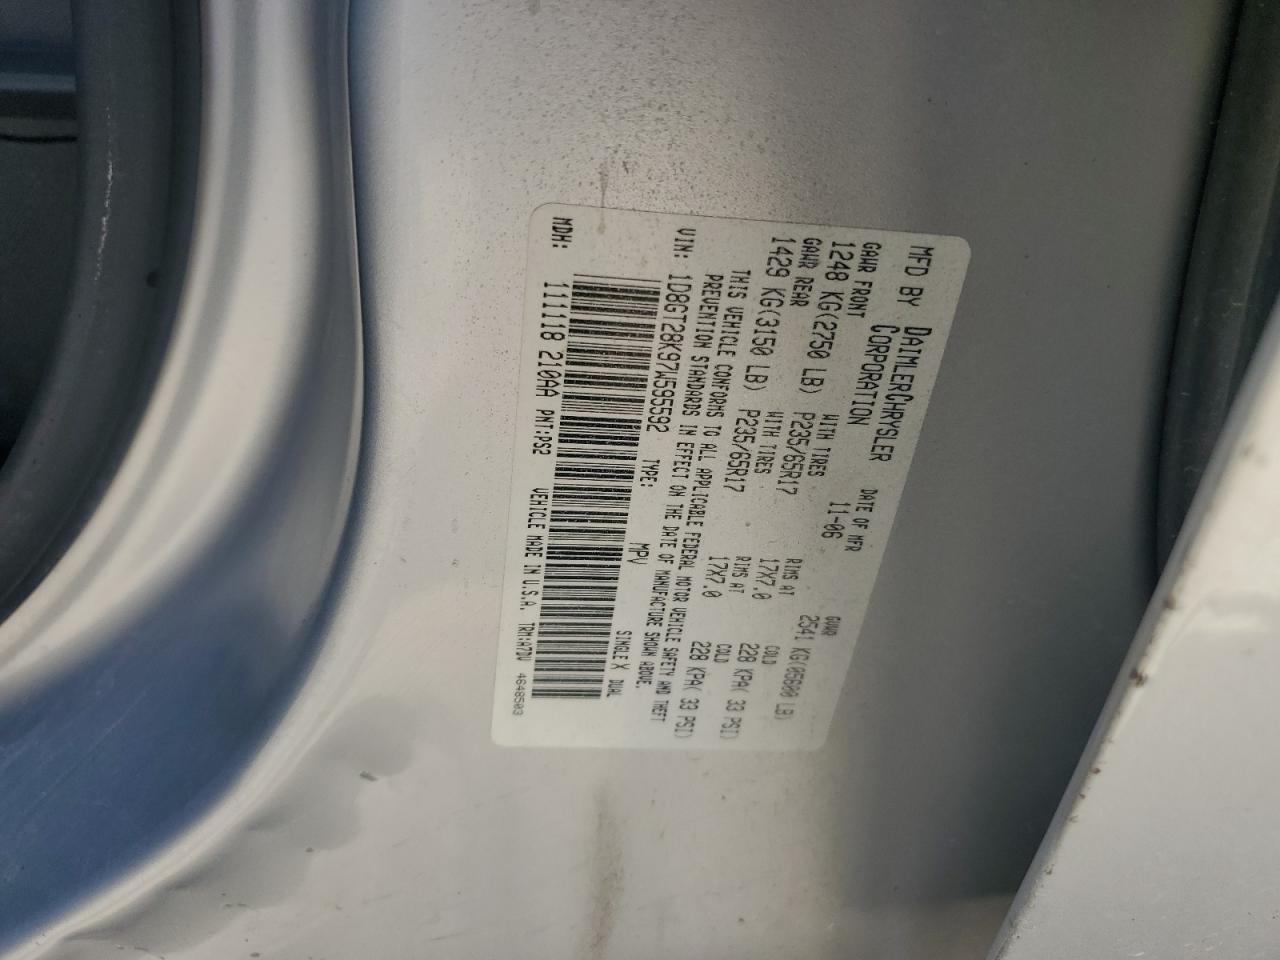 MFD BY DAIMLERCHRYSLER CORPORATION
DATE OF MFR 11-06
GVWR 2541 KG(05600 LB)
GAWR FRONT WITH TIRES RIMS AT COLD
1248 KG(2750 LB) P235/65R17 17X7.0 228 KPA( 33 PSI)
GAWR REAR WITH TIRES RIMS AT COLD
1429 KG(3150 LB) P235/65R17 17X7.0 228 KPA( 33 PSI)
THIS VEHICLE CONFORMS TO ALL APPLICABLE FEDERAL MOTOR VEHICLE SAFETY AND THEFT
PREVENTION STANDARDS IN EFFECT ON THE DATE OF MANUFACTURE SHOWN ABOVE.
VIN: 1D8GT28K97W595592 TYPE: MPV SINGLE X DUAL
MDH: 111118 210AA PNT:PS2 VEHICLE MADE IN U.S.A. TRM:A7DV 4648503